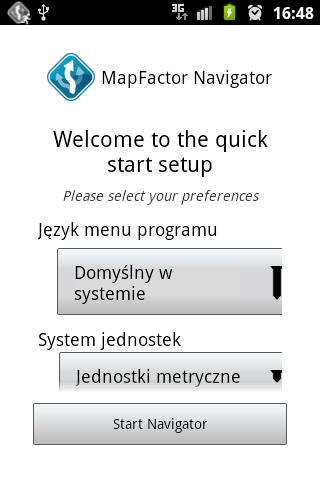 3G
16:48
MapFactor Navigator
Welcome to the quick
start setup
Please select your preferences
Język menu programu
Domyślny w
systemie
System jednostek
Jednostki metryczne
Start Navigator